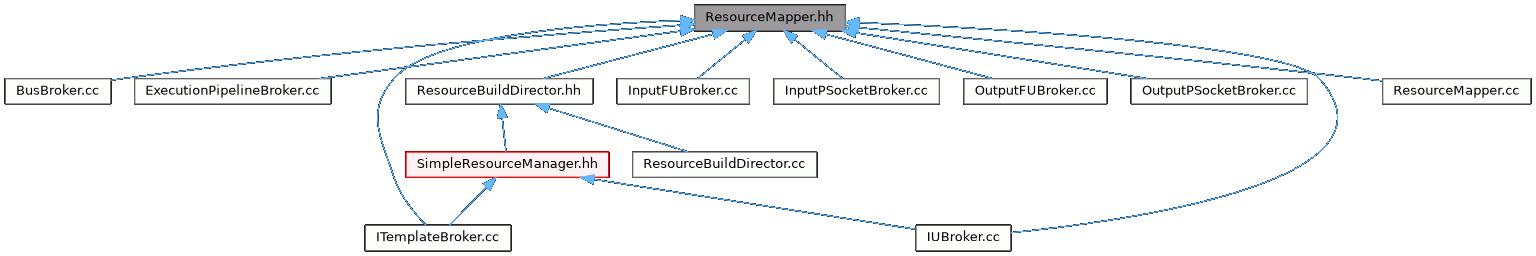 ResourceMapper.hh
BusBroker.cc
ExecutionPipelineBroker.cc
ResourceBuildDirector.hh
InputFUBroker.cc
InputPSocketBroker.cc
OutputFUBroker.cc
OutputPSocketBroker.cc
ResourceMapper.cc
SimpleResourceManager.hh
ResourceBuildDirector.cc
ITemplateBroker.cc
IUBroker.cc